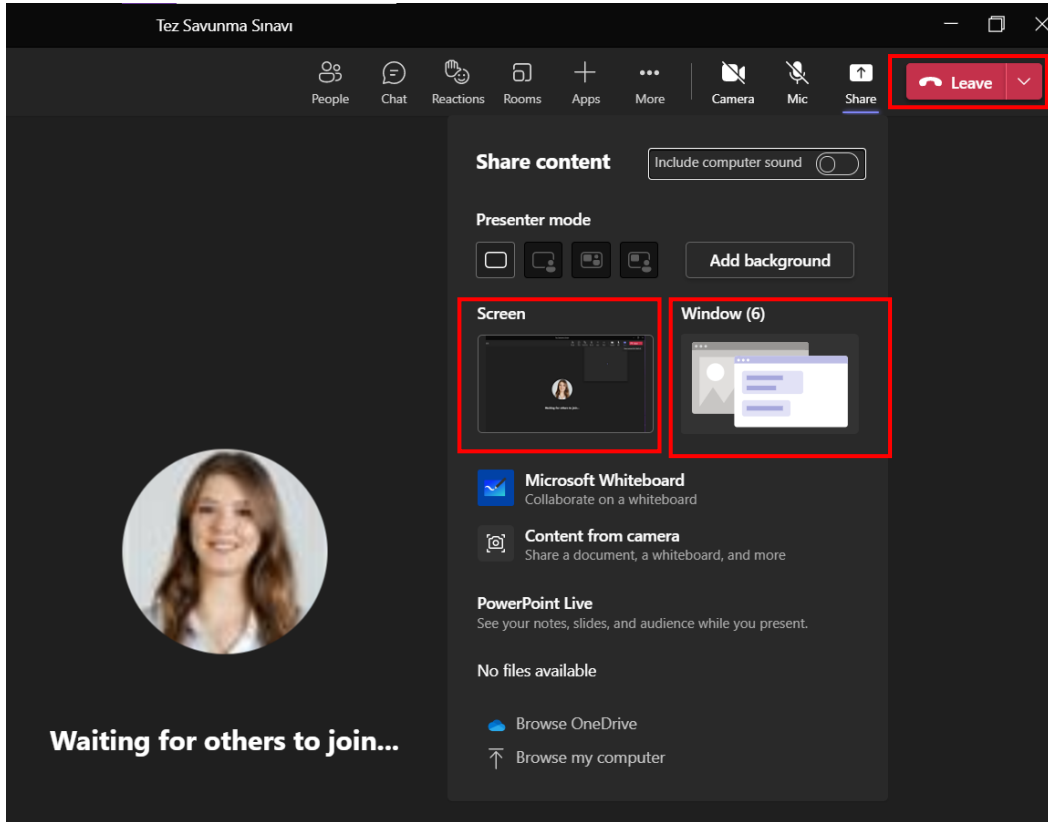 Tez Savunma Sınavı
People Chat Reactions Rooms Apps More Camera Mic Share Leave
Share content Include computer sound
Presenter mode
Add background
Screen Window (6)
Microsoft Whiteboard
Collaborate on a whiteboard
Content from camera
Share a document, a whiteboard, and more
PowerPoint Live
See your notes, slides, and audience while you present.
No files available
Browse OneDrive
Waiting for others to join...
Browse my computer